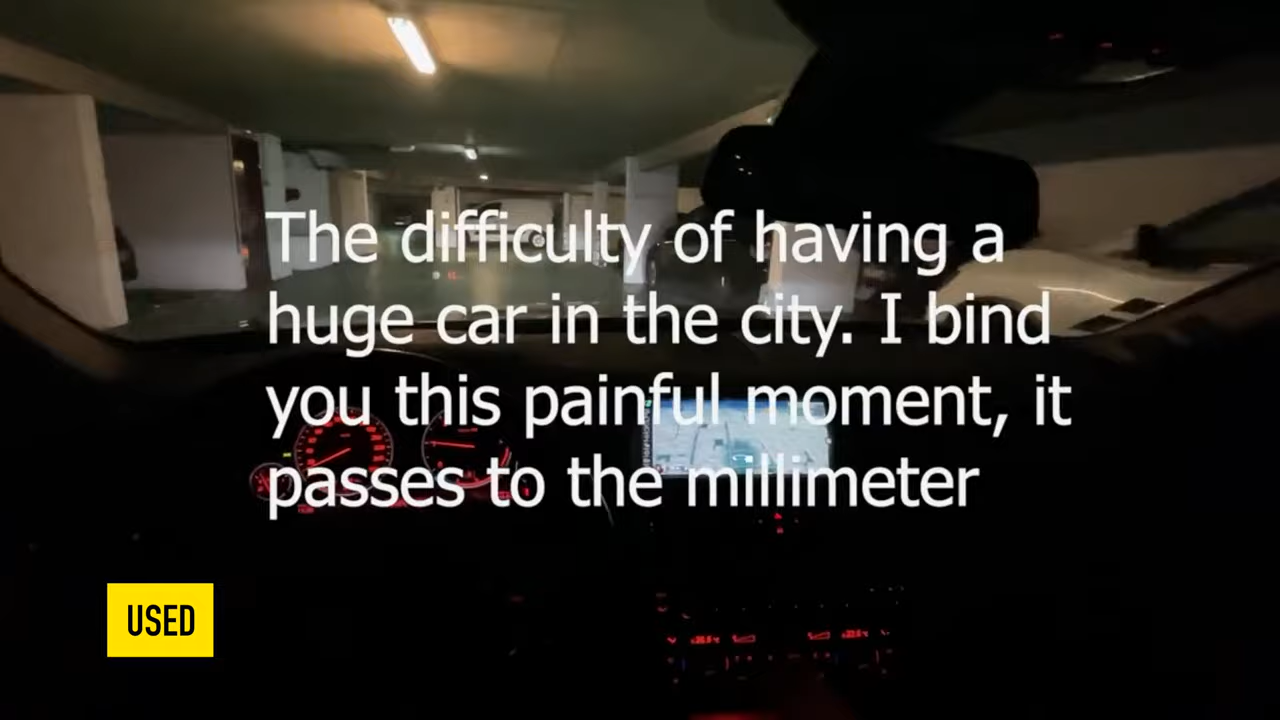 The difficulty of having a
huge car in the city. I bind
you this painful moment, it
passes to the millimeter
USED